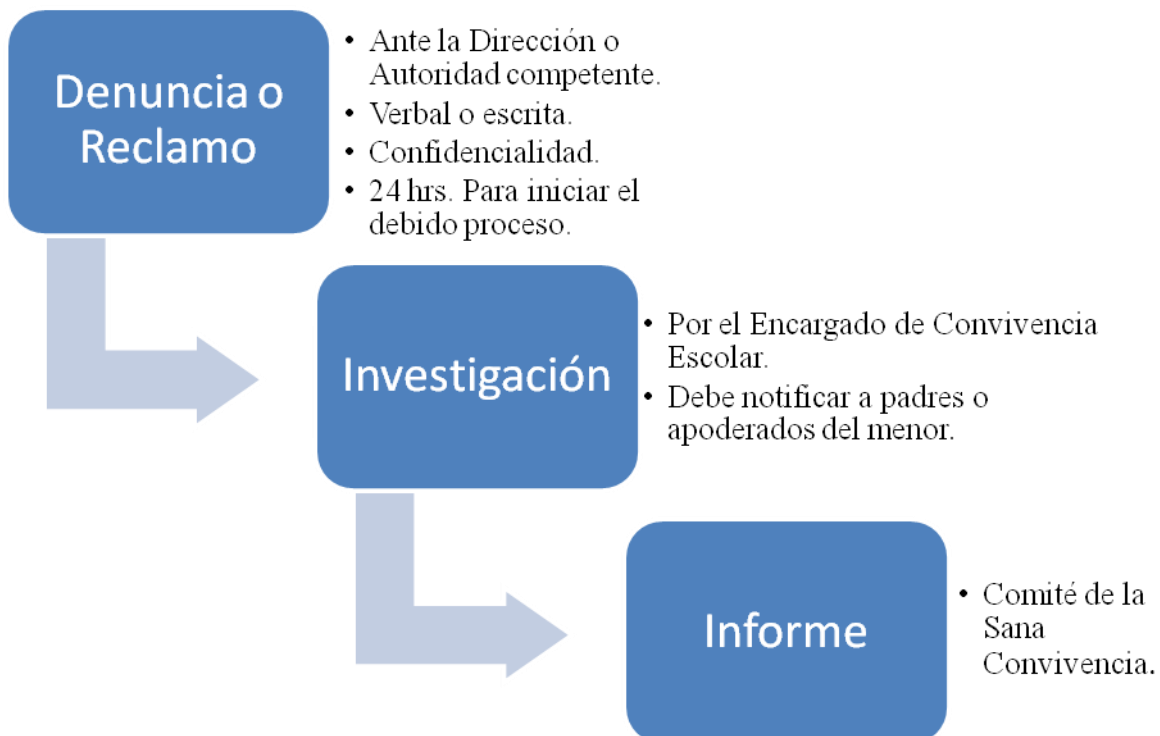 Denuncia o
Reclamo
• Ante la Dirección o
Autoridad competente.
• Verbal o escrita.
• Confidencialidad.
• 24 hrs. Para iniciar el
debido proceso.
Investigación
• Por el Encargado de Convivencia
Escolar.
• Debe notificar a padres o
apoderados del menor.
Informe
• Comité de la
Sana
Convivencia.